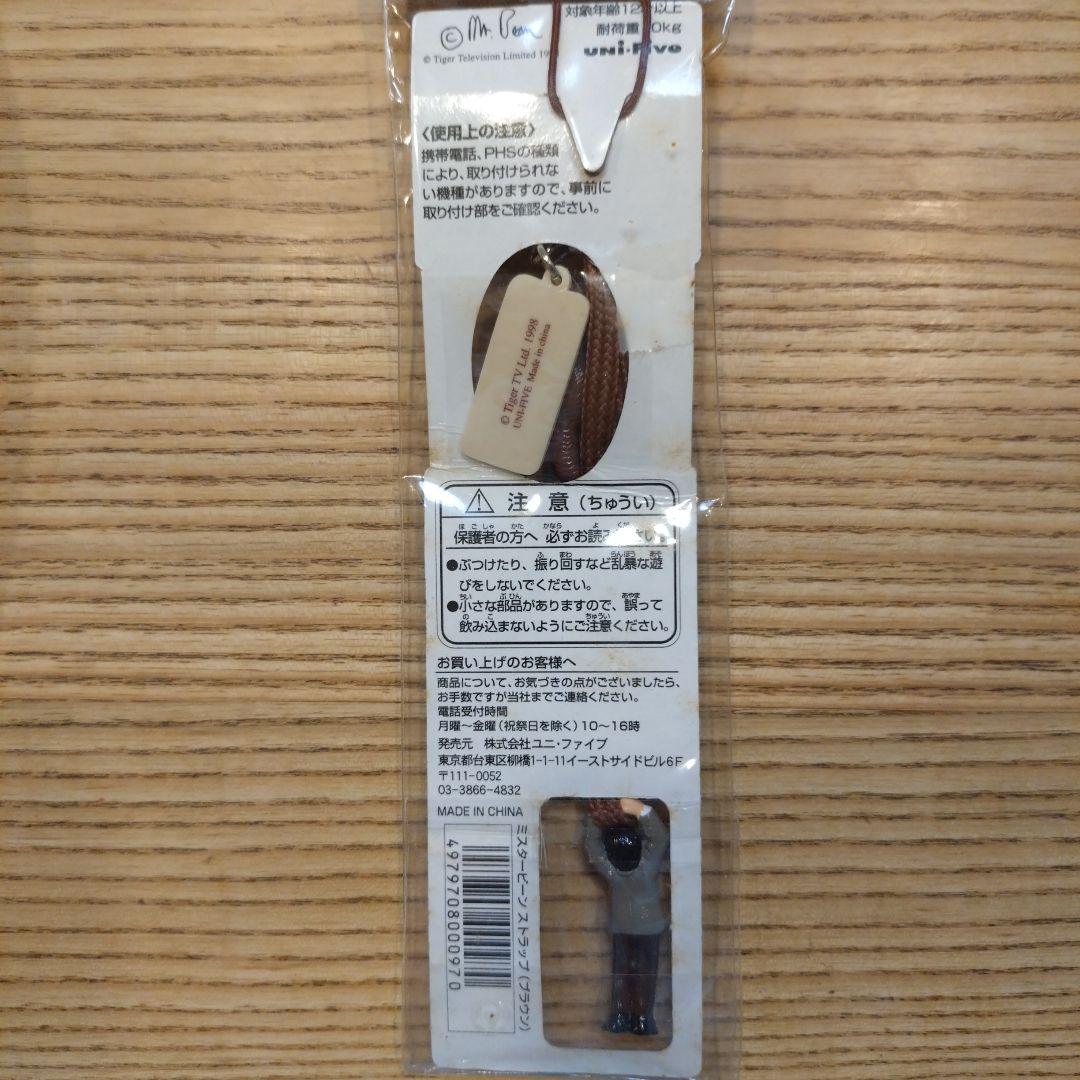 © Mr. Bean
© Tiger Television Limited 19
対象年齢12 以上
耐荷重 0kg
UNI・FIVE
〈使用上の注意〉
携帯電話、PHSの種類
により、取り付けられな
い機種がありますので、事前に
取り付け部をご確認ください。
© Tiger TV Ltd. 1998
UNI-FIVE Made in china
注 意(ちゅうい)
保護者の方へ 必ずお読み さい
●ぶつけたり、振り回すなど乱暴な遊
びをしないでください。
●小さな部品がありますので、誤って
飲み込まないようにご注意ください。
お買い上げのお客様へ
商品について、お気づきの点がございましたら、
お手数ですが当社までご連絡ください。
電話受付時間
月曜～金曜(祝祭日を除く)10～16時
発売元 株式会社ユニ・ファイブ
東京都台東区柳橋1-1-11イーストサイドビル6F
〒111-0052
03-3866-4832
MADE IN CHINA
ミスタービーン ストラップ(ブラウン)
4979708000970